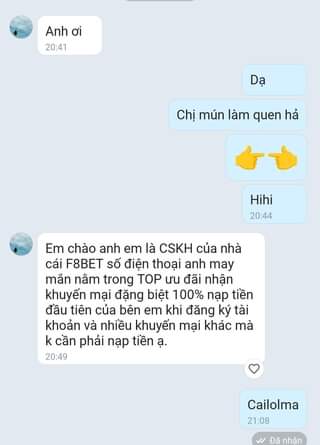 Anh ơi
20:41
Dạ
Chị mún làm quen hả
Hihi
20:44
Em chào anh em là CSKH của nhà
cái F8BET số điện thoại anh may
mắn nằm trong TOP ưu đãi nhận
khuyến mại đặng biệt 100% nạp tiền
đầu tiên của bên em khi đăng ký tài
khoản và nhiều khuyến mại khác mà
k cần phải nạp tiền ạ.
20:49
Cailolma
21:08
Đã nhận